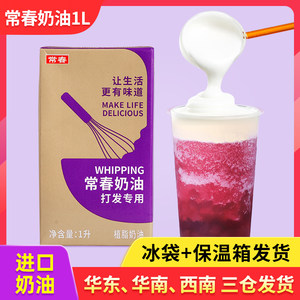 常春奶油1L
常春
让生活
更有味道
MAKE LIFE
DELICIOUS
WHIPPING
常春奶油
打发专用
净含量:1升
植脂奶油
冰袋+保温箱发货
进口
奶油
华东、华南、西南 三仓发货